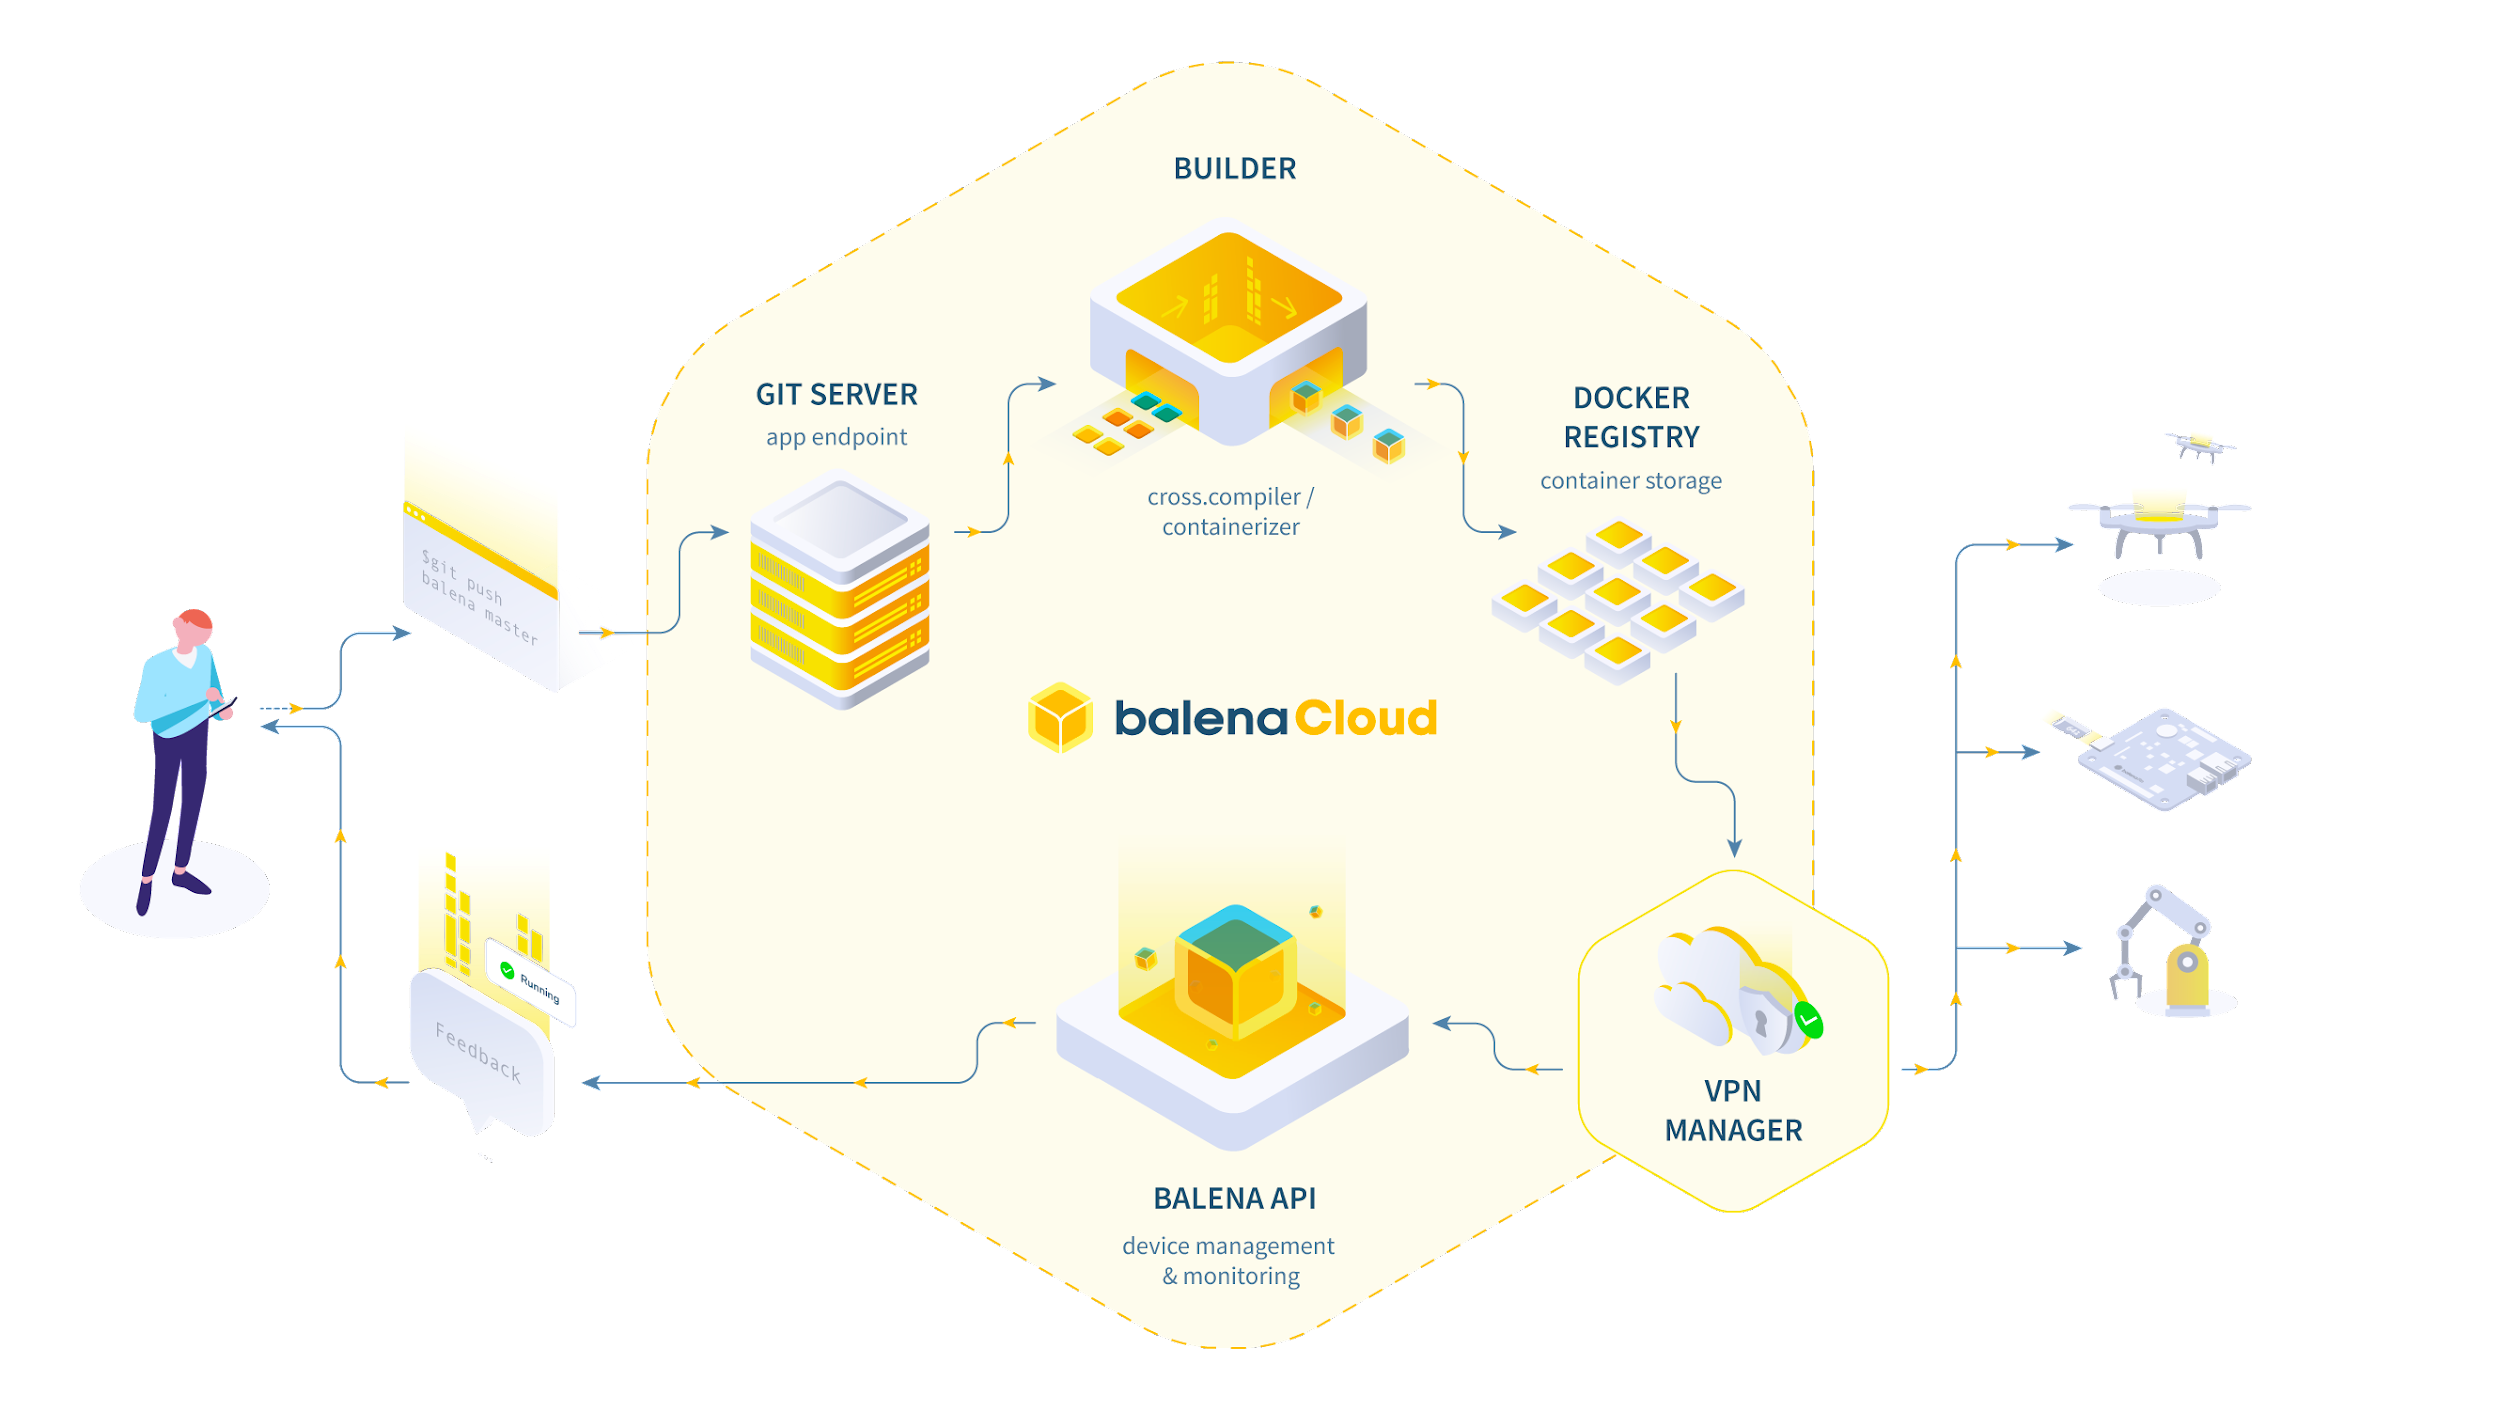 BUILDER
GIT SERVER
app endpoint
cross.compiler /
containerizer
DOCKER
REGISTRY
container storage
$git push
balena master
balenaCloud
Running
Feedback
VPN
MANAGER
BALENA API
device management
& monitoring